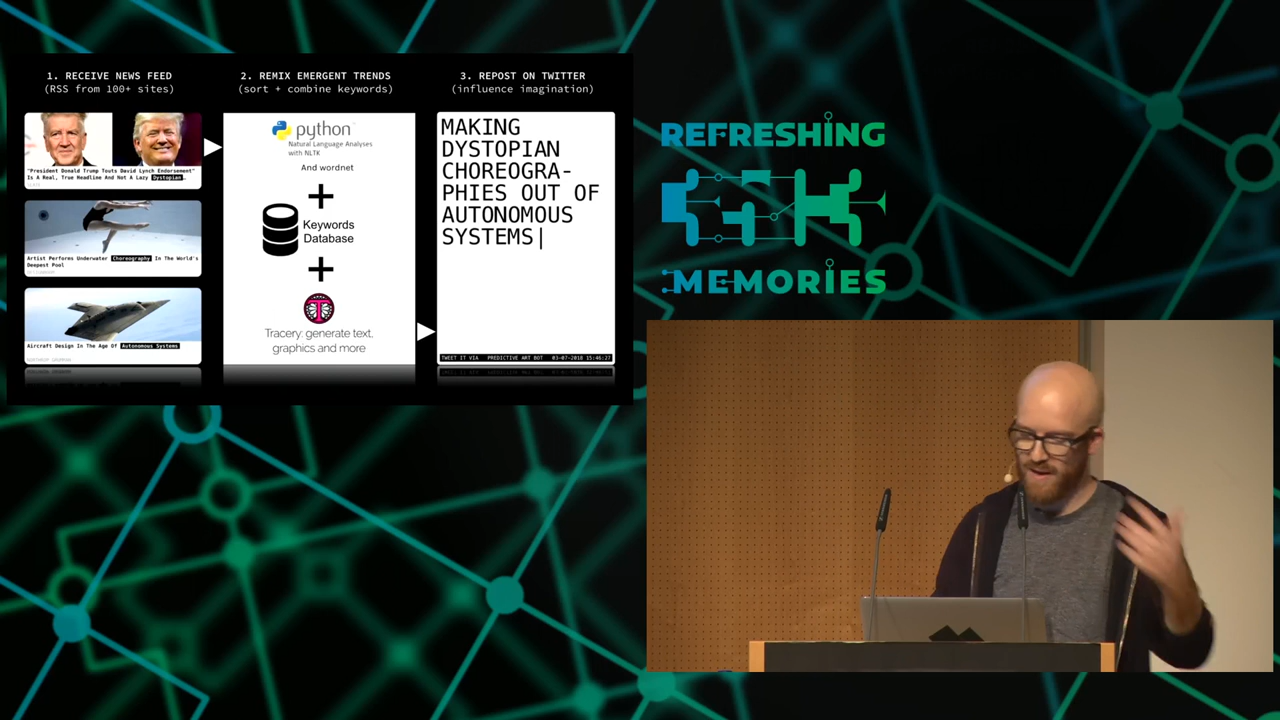 1. RECEIVE NEWS FEED
(RSS from 100+ sites)
"President Donald Trump Touts David Lynch Endorsement"
Is A Real, True Headline And Not A Lazy Dystopian…
Artist Performs Underwater Choreography In The World's
Deepest Pool
Aircraft Design In The Age Of Autonomous Systems
2. REMIX EMERGENT TRENDS
(sort + combine keywords)
python
Natural Language Analyses
with NLTK
And wordnet
+
Keywords
Database
+
Tracery: generate text,
graphics and more
3. REPOST ON TWITTER
(influence imagination)
MAKING
DYSTOPIAN
CHOREOGRA-
PHIES OUT OF
AUTONOMOUS
SYSTEMS|
TWEET IT VIA PREDICTIVE ART BOT 03-07-2018 15:46:27
REFRESHING
MEMORIES